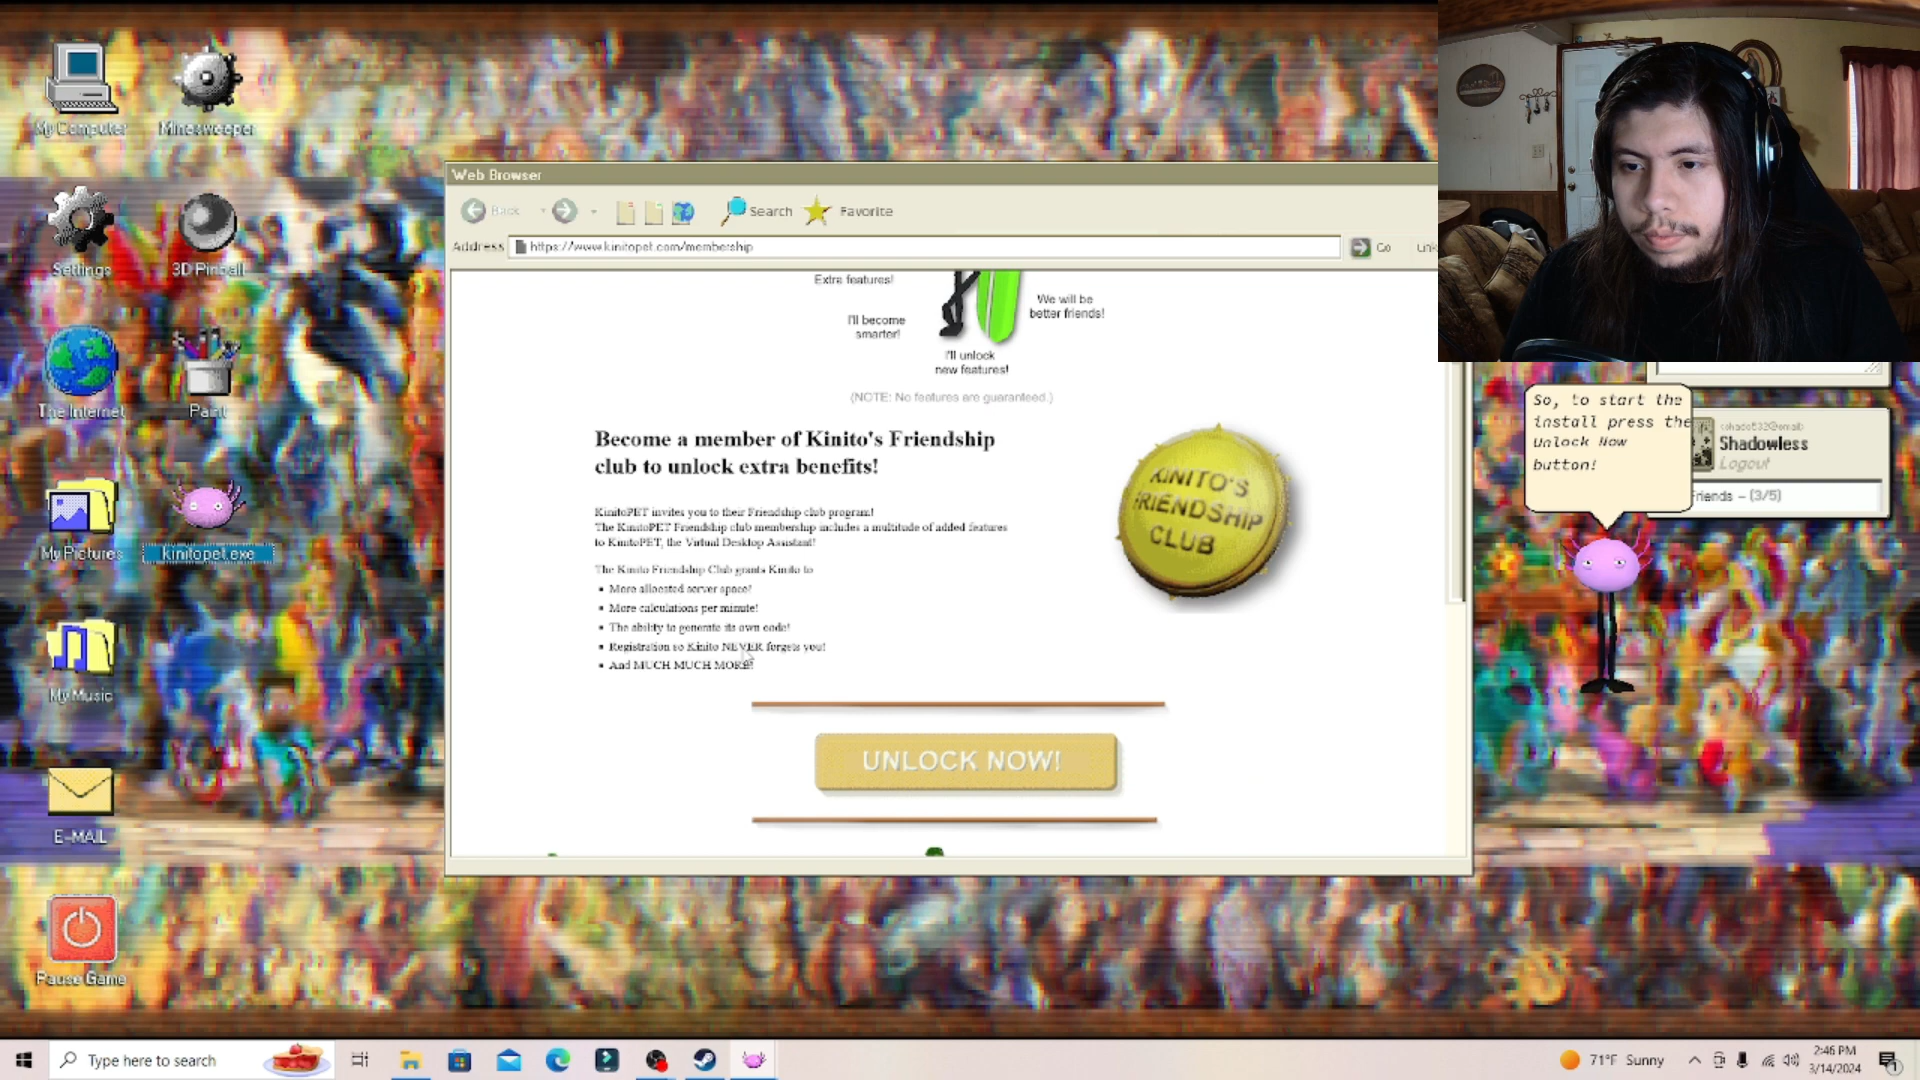 My Computer
Minesweeper
Settings
3D Pinball
The Internet
Paint
My Pictures
kinitopet.exe
My Music
E-MAIL
Pause Game
Web Browser
Back
Search
Favorite
Address
https://www.kinitopet.com/membership
Go
Extra features!
We will be
better friends!
I'll become
smarter!
I'll unlock
new features!
(NOTE: No features are guaranteed.)
Become a member of Kinito's Friendship
club to unlock extra benefits!
KinitoPET invites you to their Friendship club program!
The KinitoPET Friendship club membership includes a multitude of added features
to KinitoPET, the Virtual Desktop Assistant!
The Kinito Friendship Club grants Kinito to
▪ More allocated server space!
▪ More calculations per minute!
▪ The ability to generate its own code!
▪ Registration so Kinito NEVER forgets you!
▪ And MUCH MUCH MORE!!
KINITO'S
FRIENDSHIP
CLUB
UNLOCK NOW!
So, to start the
install press the
Unlock Now
button!
Shadowless
Logout
Friends - (3/5)
Type here to search
71°F Sunny
2:46 PM
3/14/2024
1